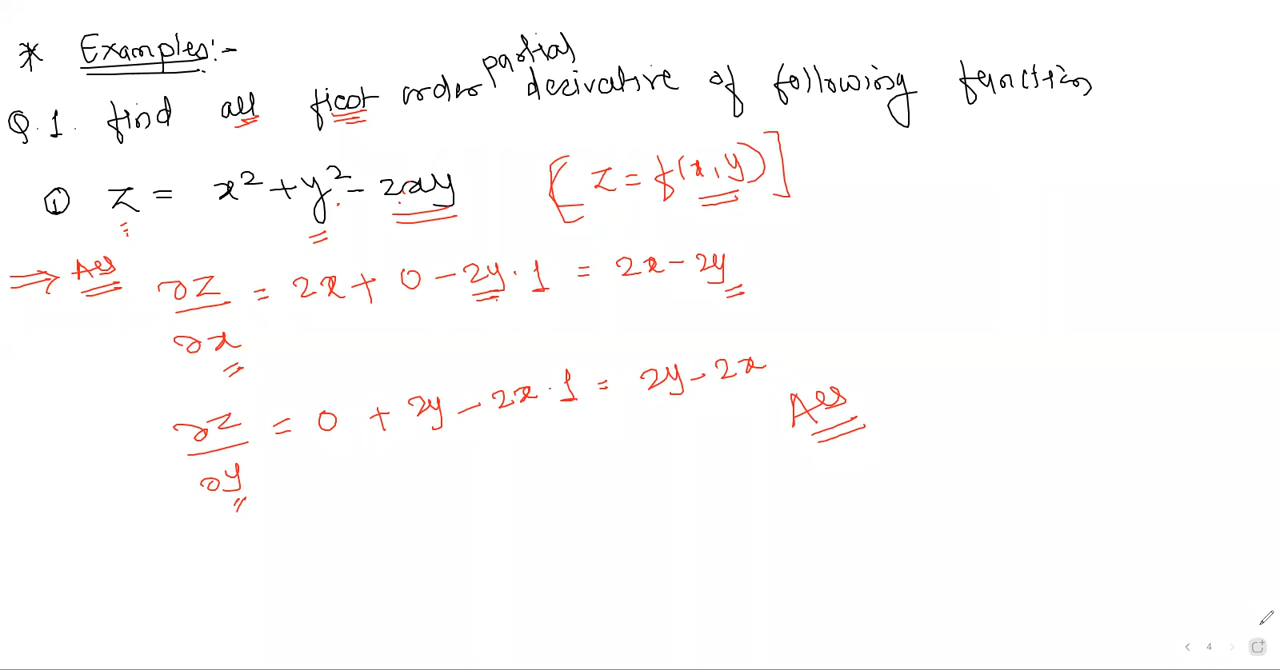 * Examples:-
Q.1. find all first order partial derivative of following function
① z = x² + y² - 2xy [z = f(x, y)]
⇒ Ans ∂z/∂x = 2x + 0 - 2y · 1 = 2x - 2y
∂z/∂y = 0 + 2y - 2x · 1 = 2y - 2x Ans
4